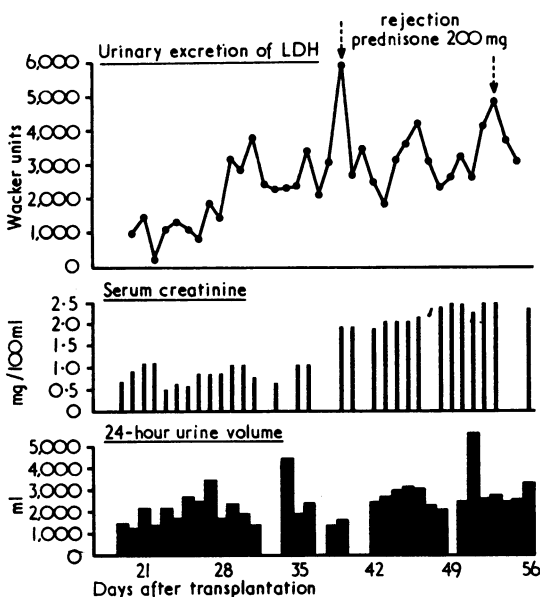 rejection
Urinary excretion of LDH
prednisone 200 mg
6,000
5,000
4,000
3,000
2,000
1,000
0
Wacker units
Serum creatinine
2·5
2·0
1·5
1·0
0·5
0
mg/100ml
24-hour urine volume
5,000
4,000
3,000
2,000
1,000
0
ml
21 28 35 42 49 56
Days after transplantation